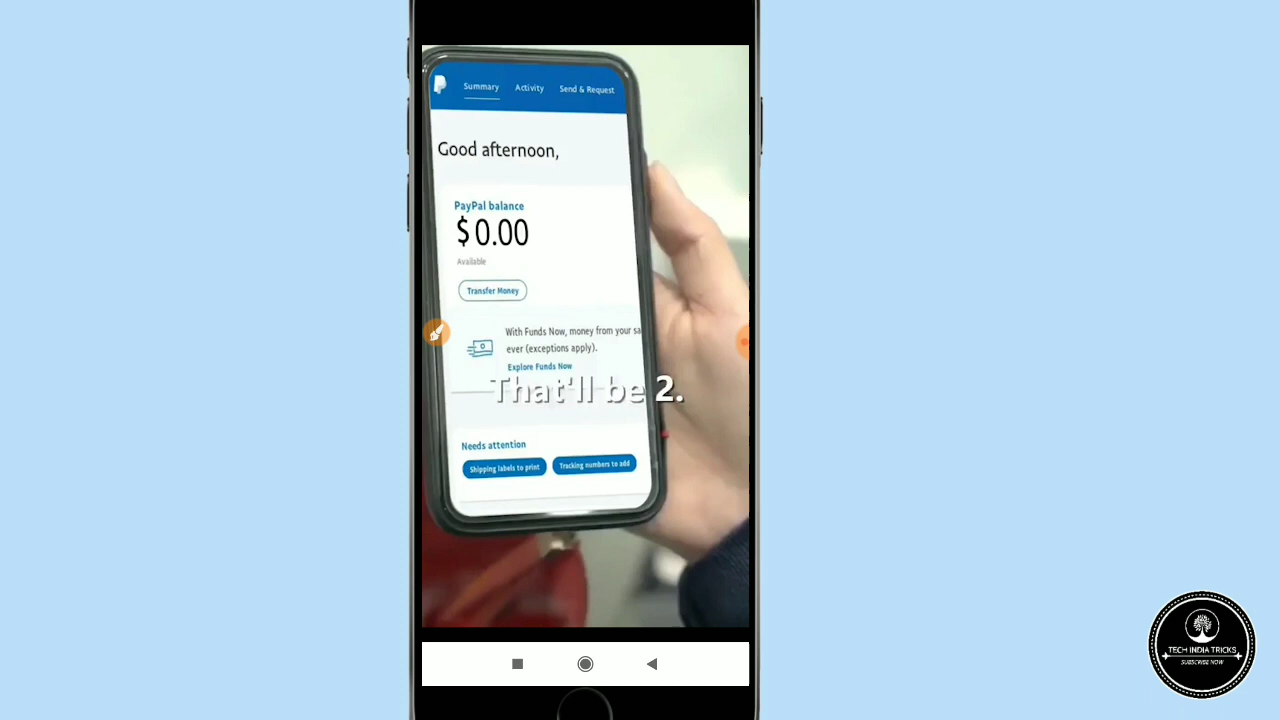 Summary Activity Send & Request
Good afternoon,
PayPal balance
$0.00
Available
Transfer Money
With Funds Now, money from your sa
ever (exceptions apply).
Explore Funds Now
That'll be 2.
Needs attention
Shipping labels to print Tracking numbers to add
TECH INDIA TRICKS
SUBSCRIBE NOW